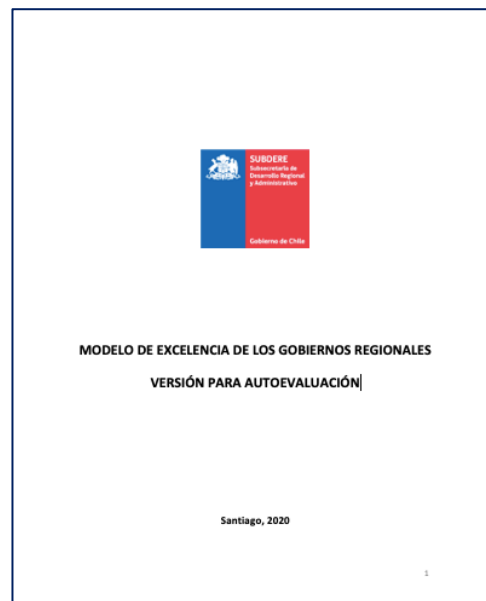 SUBDERE
Subsecretaría de
Desarrollo Regional
y Administrativo
Gobierno de Chile
MODELO DE EXCELENCIA DE LOS GOBIERNOS REGIONALES
VERSIÓN PARA AUTOEVALUACIÓN
Santiago, 2020
1